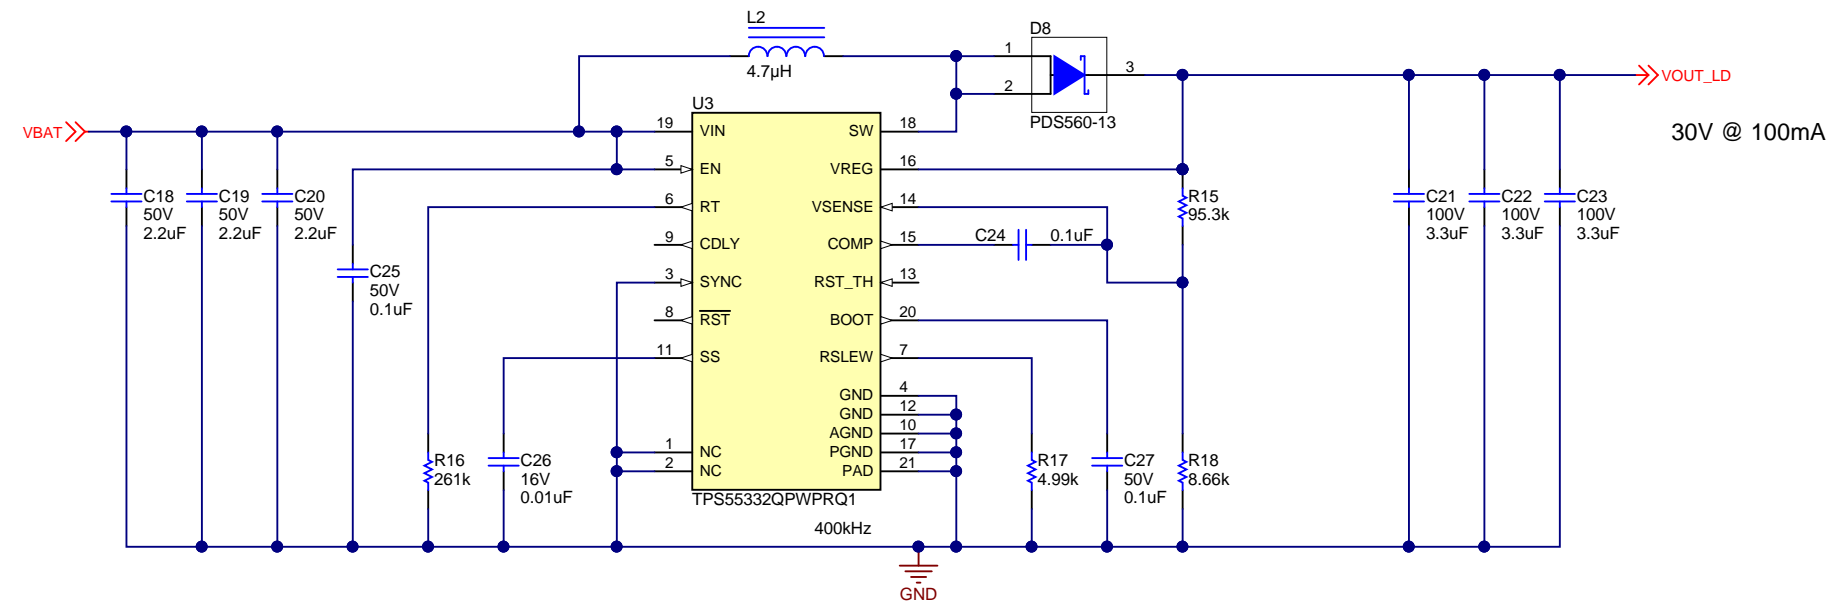 L2
4.7µH
D8
1
2
3
PDS560-13
VOUT_LD
30V @ 100mA
VBAT
U3
19 VIN
5 EN
6 RT
9 CDLY
3 SYNC
8 RST
11 SS
1 NC
2 NC
SW 18
VREG 16
VSENSE 14
COMP 15
RST_TH 13
BOOT 20
RSLEW 7
GND 4
GND 12
AGND 10
PGND 17
PAD 21
TPS55332QPWPRQ1
400kHz
C18
50V
2.2uF
C19
50V
2.2uF
C20
50V
2.2uF
C25
50V
0.1uF
R16
261k
C26
16V
0.01uF
C24 0.1uF
R15
95.3k
R17
4.99k
C27
50V
0.1uF
R18
8.66k
C21
100V
3.3uF
C22
100V
3.3uF
C23
100V
3.3uF
GND